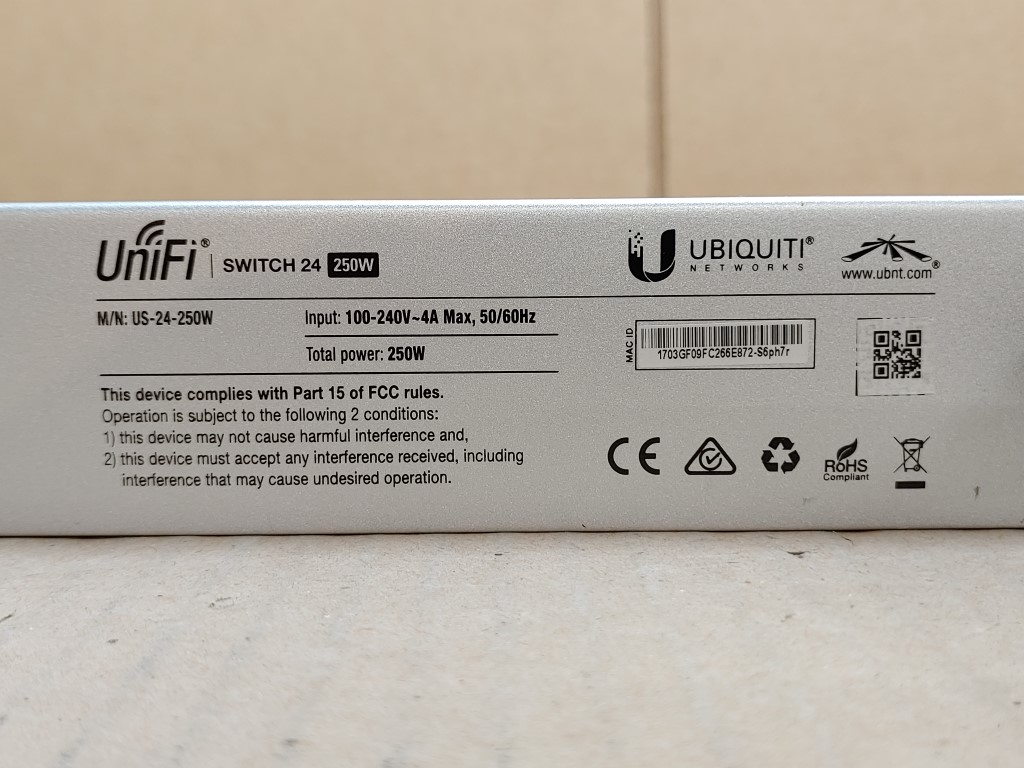 UniFi® | SWITCH 24 250W
UBIQUITI®
NETWORKS
www.ubnt.com®
M/N: US-24-250W
Input: 100-240V~4A Max, 50/60Hz
Total power: 250W
MAC ID
1703GF09FC266E872-S6ph7r
This device complies with Part 15 of FCC rules.
Operation is subject to the following 2 conditions:
1) this device may not cause harmful interference and,
2) this device must accept any interference received, including
interference that may cause undesired operation.
CE
RoHS
Compliant